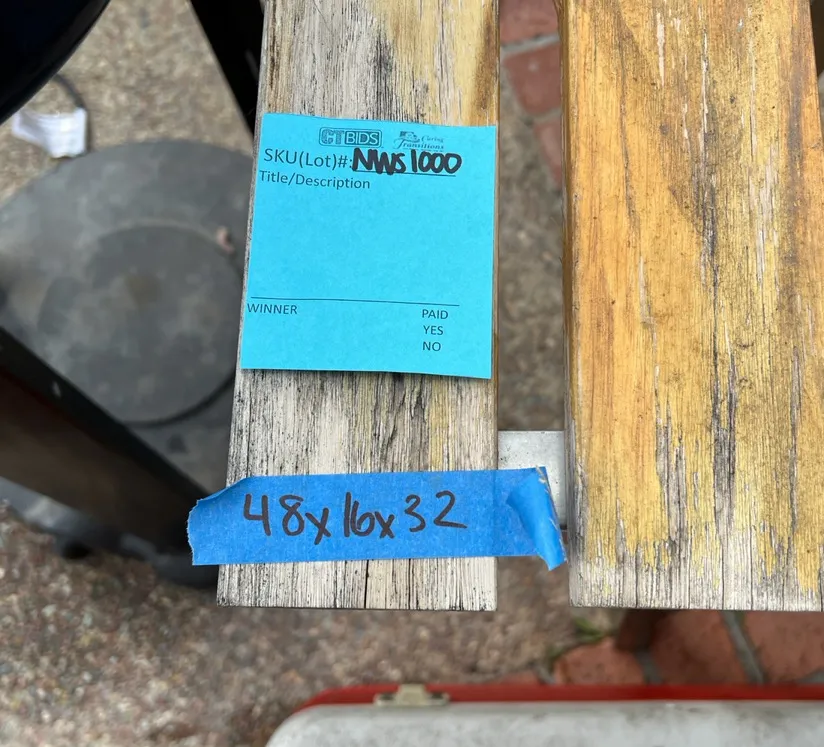 CTBIDS
Caring
Transitions
SKU(Lot)#: NWS1000
Title/Description
WINNER PAID
YES
NO
48x16x32